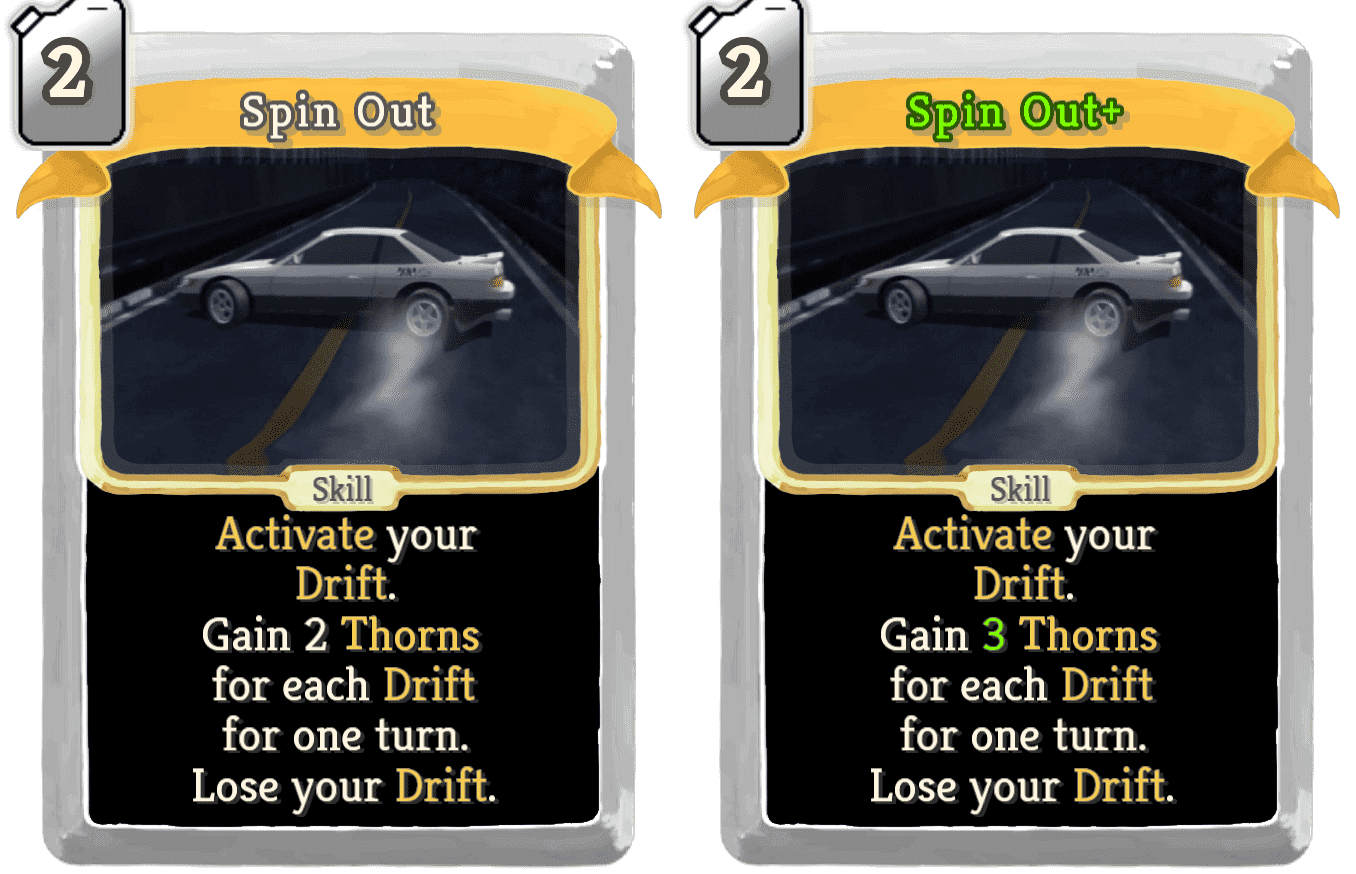 2
Spin Out
Skill
Activate your
Drift.
Gain 2 Thorns
for each Drift
for one turn.
Lose your Drift.
2
Spin Out+
Skill
Activate your
Drift.
Gain 3 Thorns
for each Drift
for one turn.
Lose your Drift.